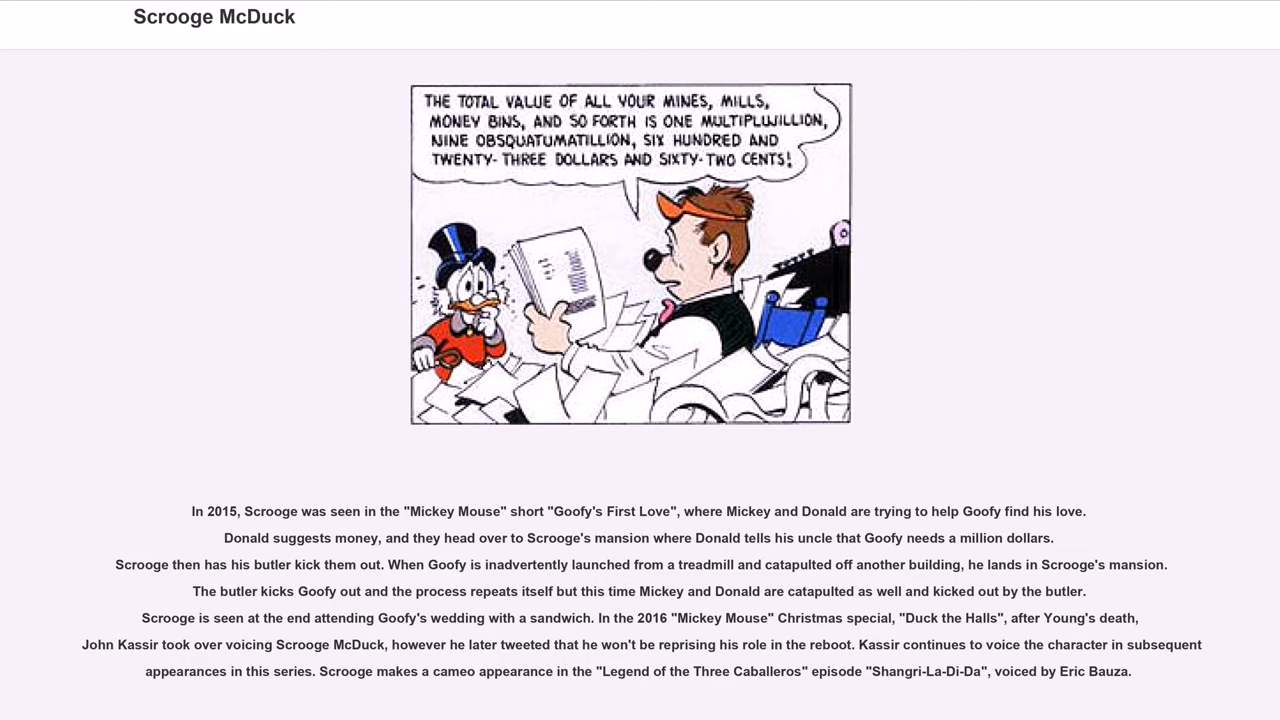 Scrooge McDuck
THE TOTAL VALUE OF ALL YOUR MINES, MILLS,
MONEY BINS, AND SO FORTH IS ONE MULTIPLUJILLION,
NINE OBSQUATUMATILLION, SIX HUNDRED AND
TWENTY-THREE DOLLARS AND SIXTY-TWO CENTS!
In 2015, Scrooge was seen in the "Mickey Mouse" short "Goofy's First Love", where Mickey and Donald are trying to help Goofy find his love.
Donald suggests money, and they head over to Scrooge's mansion where Donald tells his uncle that Goofy needs a million dollars.
Scrooge then has his butler kick them out. When Goofy is inadvertently launched from a treadmill and catapulted off another building, he lands in Scrooge's mansion.
The butler kicks Goofy out and the process repeats itself but this time Mickey and Donald are catapulted as well and kicked out by the butler.
Scrooge is seen at the end attending Goofy's wedding with a sandwich. In the 2016 "Mickey Mouse" Christmas special, "Duck the Halls", after Young's death,
John Kassir took over voicing Scrooge McDuck, however he later tweeted that he won't be reprising his role in the reboot. Kassir continues to voice the character in subsequent
appearances in this series. Scrooge makes a cameo appearance in the "Legend of the Three Caballeros" episode "Shangri-La-Di-Da", voiced by Eric Bauza.